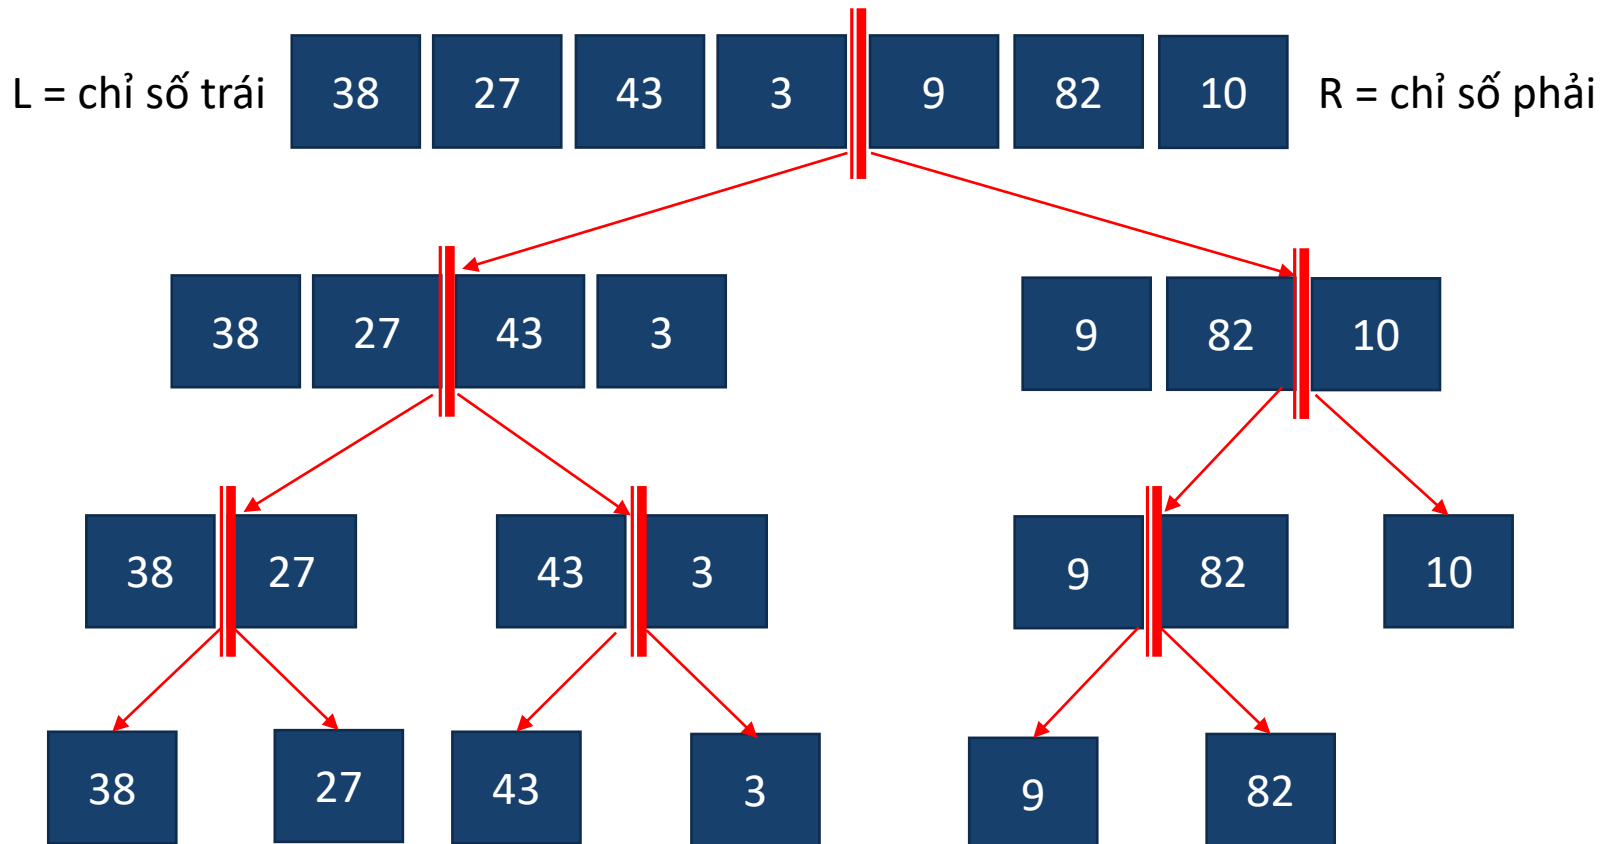 L = chỉ số trái 38 27 43 3 9 82 10 R = chỉ số phải
38 27 43 3 9 82 10
38 27 43 3 9 82 10
38 27 43 3 9 82